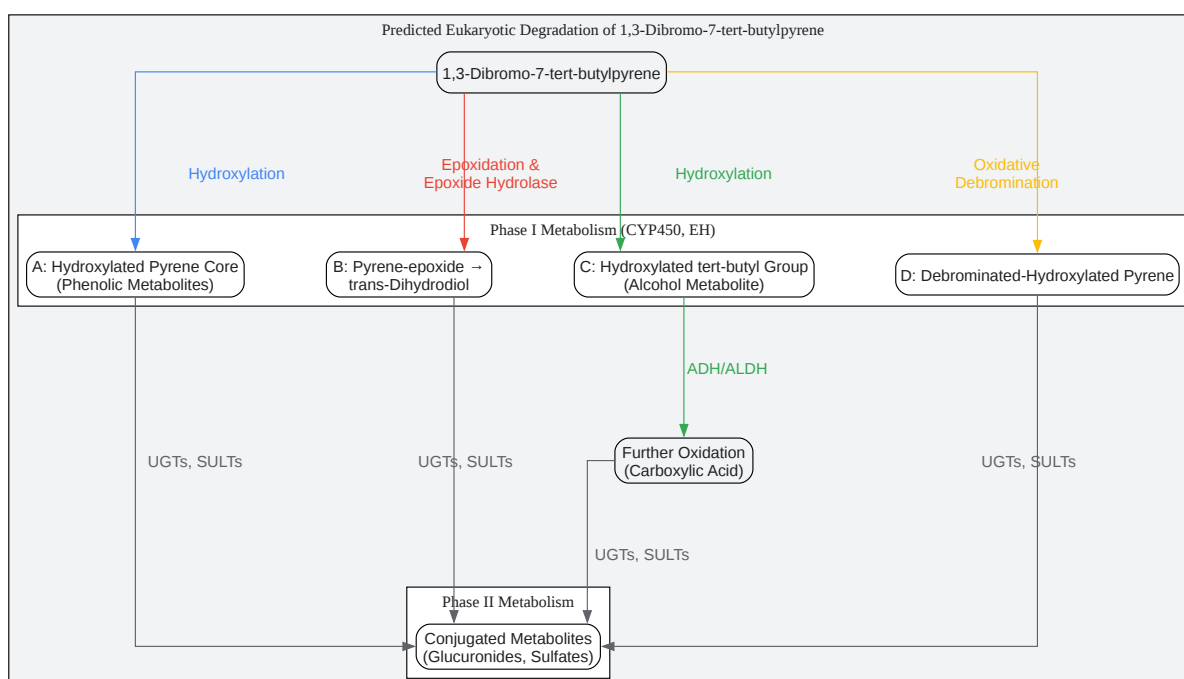 Predicted Eukaryotic Degradation of 1,3-Dibromo-7-tert-butylpyrene
1,3-Dibromo-7-tert-butylpyrene
Hydroxylation
Epoxidation &
Epoxide Hydrolase
Hydroxylation
Oxidative
Debromination
Phase I Metabolism (CYP450, EH)
A: Hydroxylated Pyrene Core
(Phenolic Metabolites)
B: Pyrene-epoxide →
trans-Dihydrodiol
C: Hydroxylated tert-butyl Group
(Alcohol Metabolite)
D: Debrominated-Hydroxylated Pyrene
ADH/ALDH
UGTs, SULTs
UGTs, SULTs
Further Oxidation
(Carboxylic Acid)
UGTs, SULTs
UGTs, SULTs
Phase II Metabolism
Conjugated Metabolites
(Glucuronides, Sulfates)